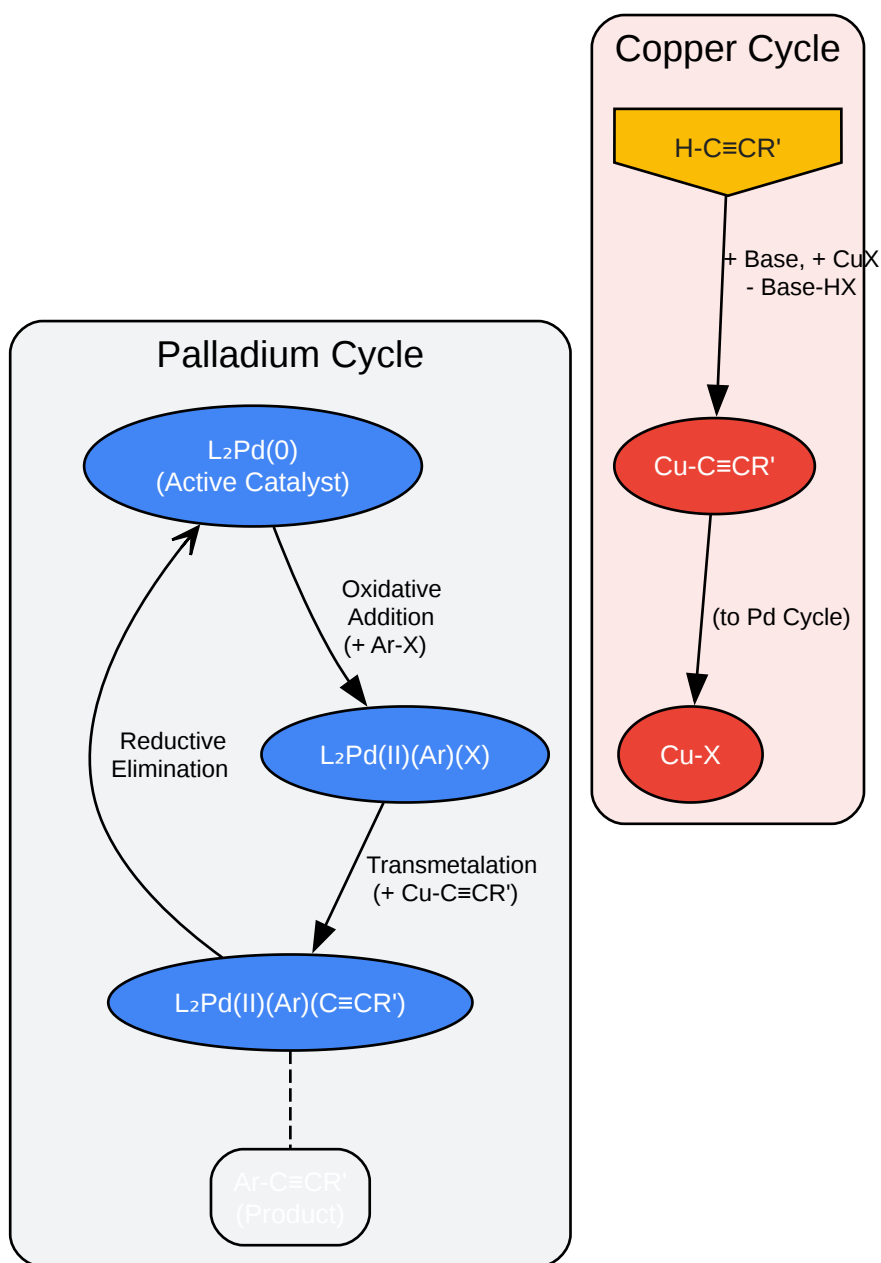 Copper Cycle
H-C≡CR'
+ Base, + CuX
- Base-HX
Cu-C≡CR'
(to Pd Cycle)
Cu-X
Palladium Cycle
L₂Pd(0)
(Active Catalyst)
Oxidative
Addition
(+ Ar-X)
L₂Pd(II)(Ar)(X)
Reductive
Elimination
Transmetalation
(+ Cu-C≡CR')
L₂Pd(II)(Ar)(C≡CR')
Ar-C≡CR'
(Product)